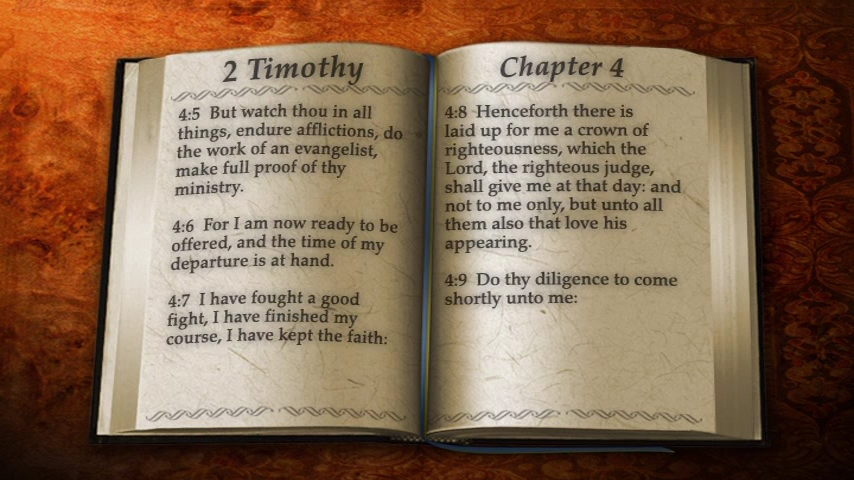 2 Timothy
4:5 But watch thou in all
things, endure afflictions, do
the work of an evangelist,
make full proof of thy
ministry.
4:6 For I am now ready to be
offered, and the time of my
departure is at hand.
4:7 I have fought a good
fight, I have finished my
course, I have kept the faith:
Chapter 4
4:8 Henceforth there is
laid up for me a crown of
righteousness, which the
Lord, the righteous judge,
shall give me at that day: and
not to me only, but unto all
them also that love his
appearing.
4:9 Do thy diligence to come
shortly unto me: